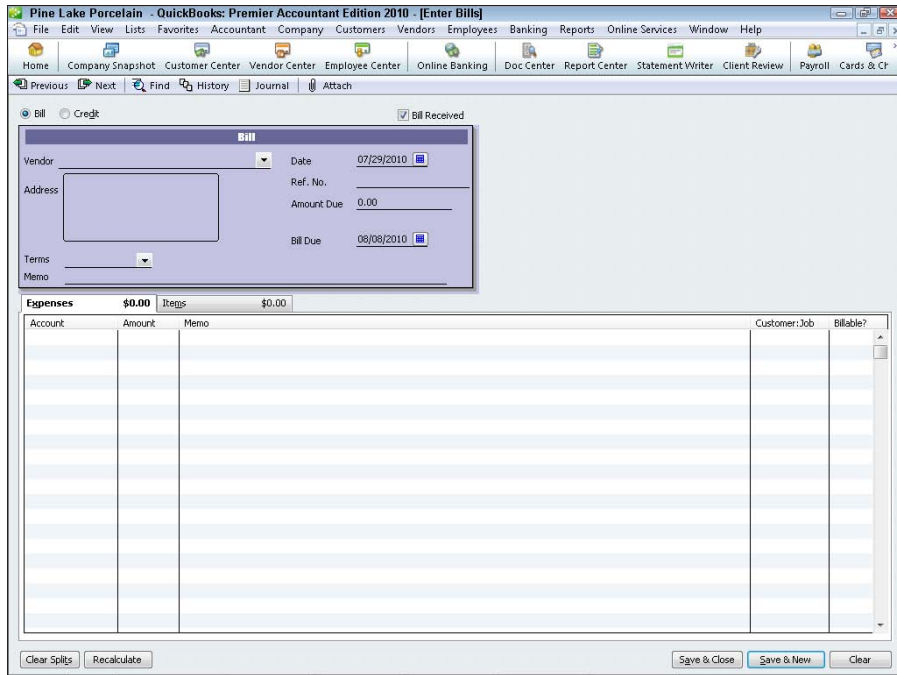 Pine Lake Porcelain - QuickBooks: Premier Accountant Edition 2010 - [Enter Bills]
File Edit View Lists Favorites Accountant Company Customers Vendors Employees Banking Reports Online Services Window Help
Home Company Snapshot Customer Center Vendor Center Employee Center Online Banking Doc Center Report Center Statement Writer Client Review Payroll Cards & Ch
Previous Next Find History Journal Attach
Bill Credit Bill Received
Bill
Vendor Date 07/29/2010
Address Ref. No.
Amount Due 0.00
Bill Due 08/08/2010
Terms
Memo
Expenses $0.00 Items $0.00
Account Amount Memo Customer:Job Billable?
Clear Splits Recalculate Save & Close Save & New Clear